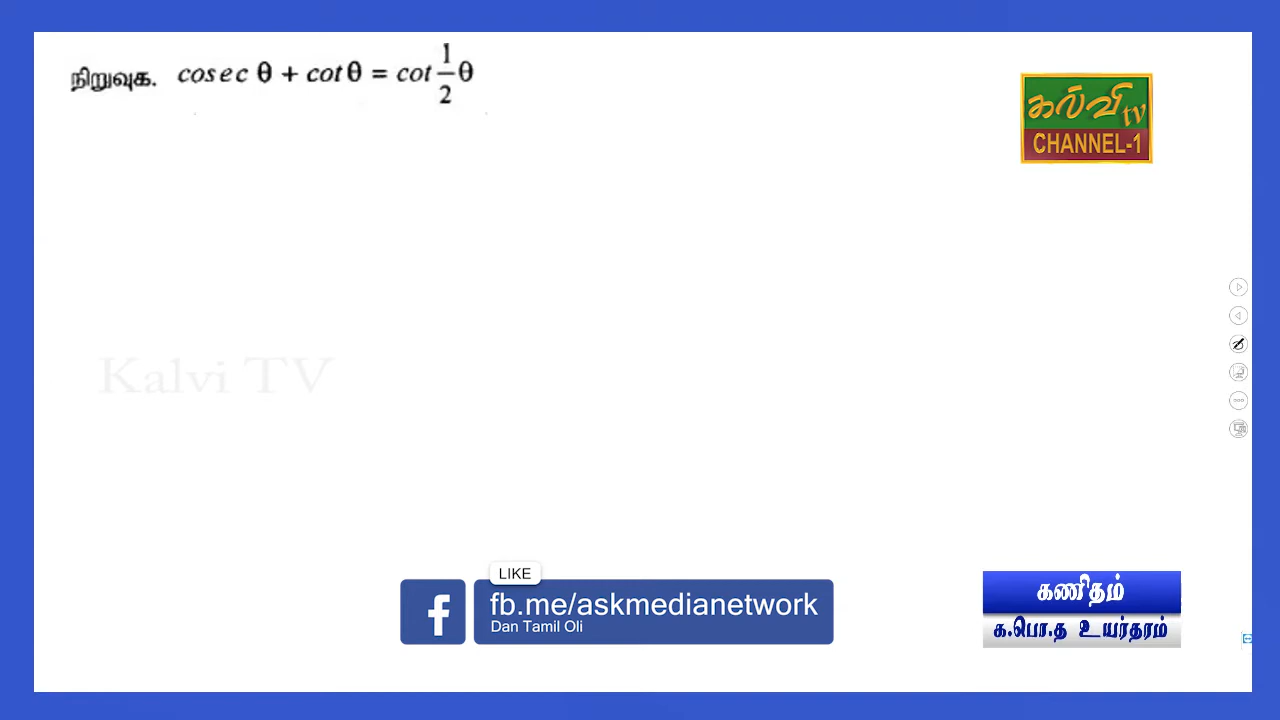 நிறுவுக. cosec θ + cot θ = cot 1/2 θ
கல்வி tv
CHANNEL-1
Kalvi TV
LIKE
fb.me/askmedianetwork
Dan Tamil Oli
கணிதம்
க.பொ.த உயர்தரம்